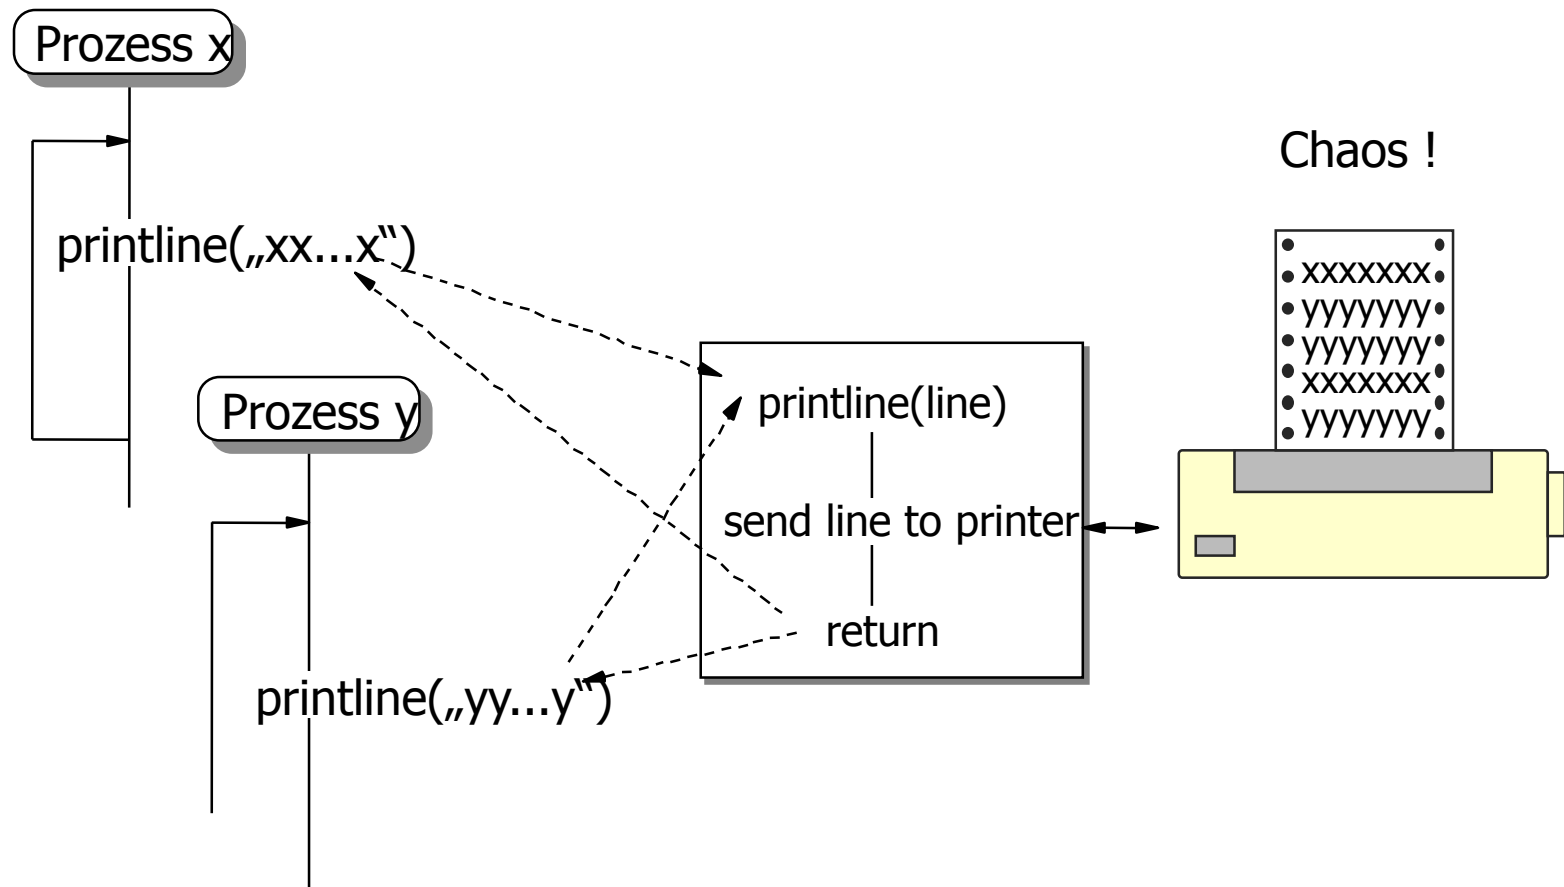 Prozess x
Chaos !
printline(„xx...x“)
xxxxxxx
yyyyyyy
yyyyyyy
xxxxxxx
yyyyyyy
Prozess y
printline(line)
send line to printer
return
printline(„yy...y“)